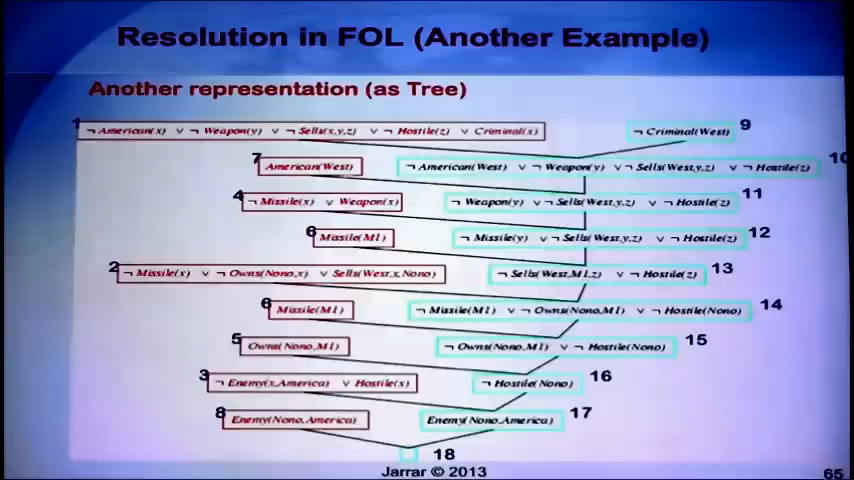 Resolution in FOL (Another Example)
Another representation (as Tree)
1 ¬ American(x) ∨ ¬ Weapon(y) ∨ ¬ Sells(x,y,z) ∨ ¬ Hostile(z) ∨ Criminal(x) ¬ Criminal(West) 9
7 American(West) ¬ American(West) ∨ ¬ Weapon(y) ∨ ¬ Sells(West,y,z) ∨ ¬ Hostile(z) 10
4 ¬ Missile(x) ∨ Weapon(x) ¬ Weapon(y) ∨ ¬ Sells(West,y,z) ∨ ¬ Hostile(z) 11
6 Missile(M1) ¬ Missile(y) ∨ ¬ Sells(West,y,z) ∨ ¬ Hostile(z) 12
2 ¬ Missile(x) ∨ ¬ Owns(Nono,x) ∨ Sells(West,x,Nono) ¬ Sells(West,M1,z) ∨ ¬ Hostile(z) 13
6 Missile(M1) ¬ Missile(M1) ∨ ¬ Owns(Nono,M1) ∨ ¬ Hostile(Nono) 14
5 Owns(Nono,M1) ¬ Owns(Nono,M1) ∨ ¬ Hostile(Nono) 15
3 ¬ Enemy(x,America) ∨ Hostile(x) ¬ Hostile(Nono) 16
8 Enemy(Nono,America) Enemy(Nono,America) 17
18
Jarrar © 2013
65